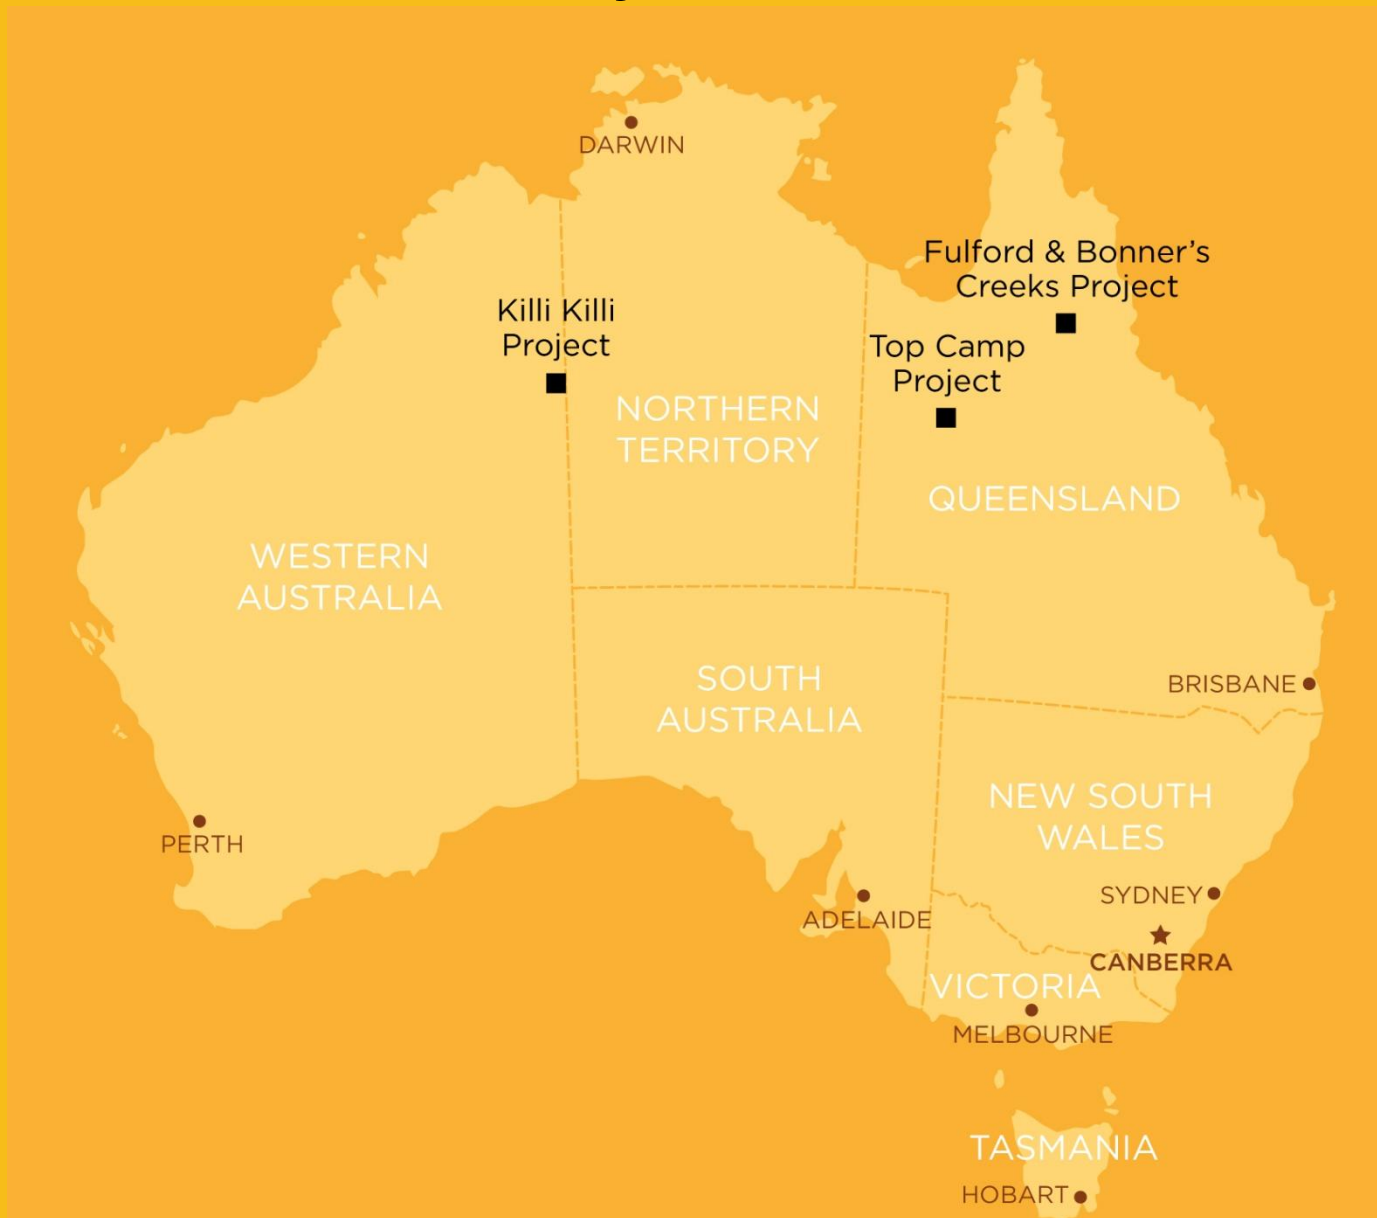 DARWIN
Fulford & Bonner's
Creeks Project
Killi Killi
Project
Top Camp
Project
NORTHERN
TERRITORY
QUEENSLAND
WESTERN
AUSTRALIA
SOUTH
AUSTRALIA
BRISBANE
NEW SOUTH
WALES
PERTH
SYDNEY
ADELAIDE
CANBERRA
VICTORIA
MELBOURNE
TASMANIA
HOBART